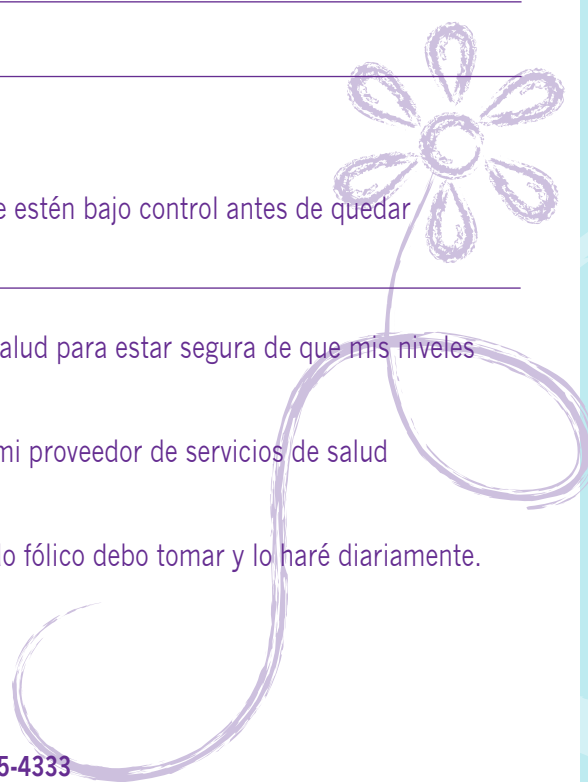 estén bajo control antes de quedar
salud para estar segura de que mis niveles
mi proveedor de servicios de salud
fólico debo tomar y lo haré diariamente.
5-4333